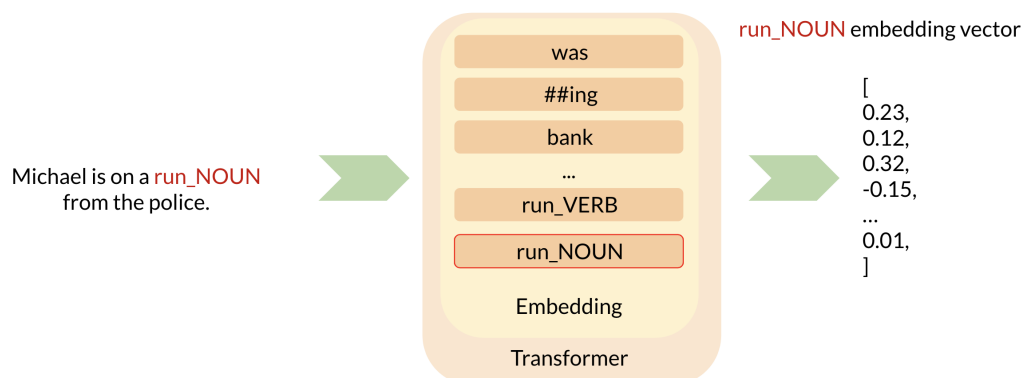 Michael is on a run_NOUN
from the police.
was
##ing
bank
...
run_VERB
run_NOUN
Embedding
Transformer
run_NOUN embedding vector
[
0.23,
0.12,
0.32,
-0.15,
...
0.01,
]